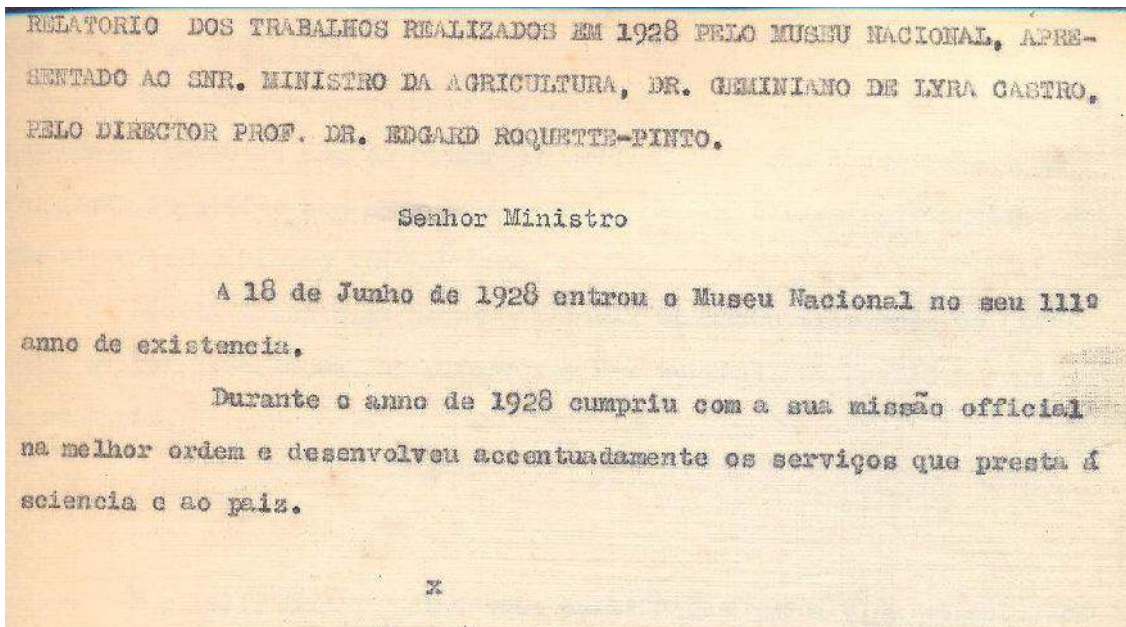 RELATORIO DOS TRABALHOS REALIZADOS EM 1928 PELO MUSEU NACIONAL, APRE-
SENTADO AO SNR. MINISTRO DA AGRICULTURA, DR. GEMINIANO DE LYRA CASTRO,
PELO DIRECTOR PROF. DR. EDGARD ROQUETTE-PINTO.
Senhor Ministro
A 18 de Junho de 1928 entrou o Museu Nacional no seu 111º
anno de existencia.
Durante o anno de 1928 cumpriu com a sua missão official
na melhor ordem e desenvolveu accentuadamente os serviços que presta á
sciencia e ao paiz.
x